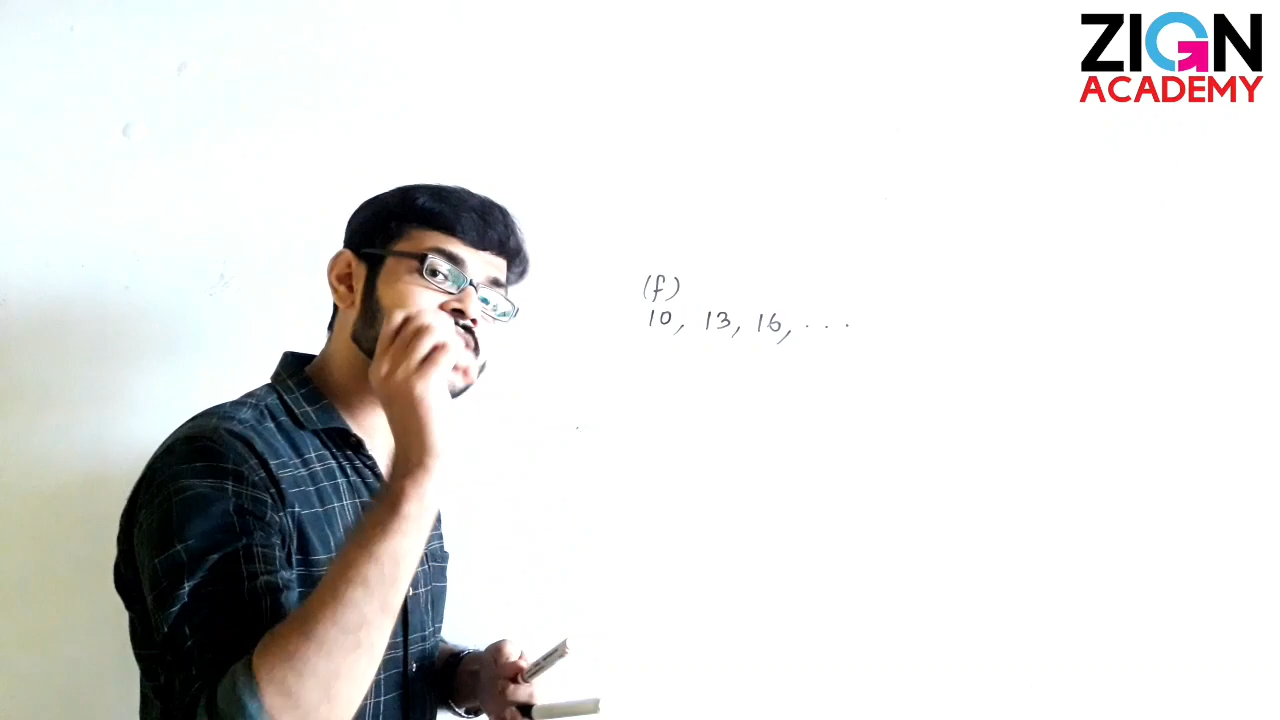 ZIGN
ACADEMY
(f)
10, 13, 16, . . .